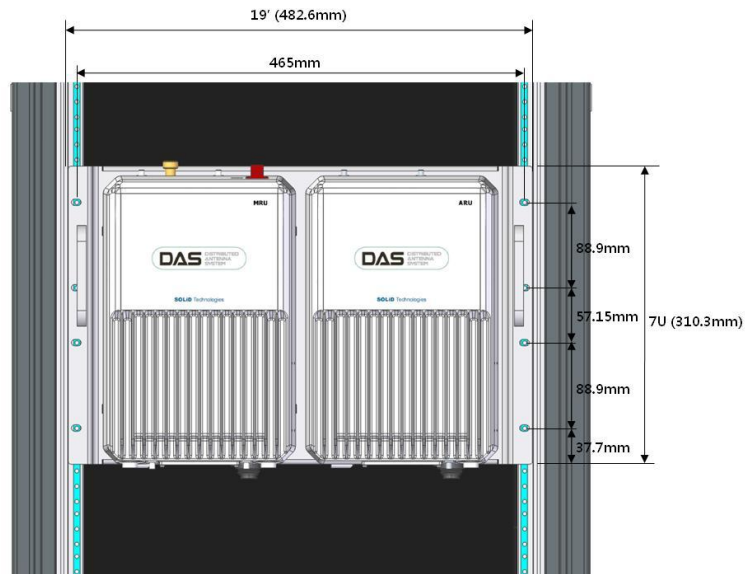 19' (482.6mm)
465mm
MRU
ARU
DAS DISTRIBUTED
ANTENNA
SYSTEM
DAS DISTRIBUTED
ANTENNA
SYSTEM
SOLiD Technologies
SOLiD Technologies
88.9mm
57.15mm
7U (310.3mm)
88.9mm
37.7mm